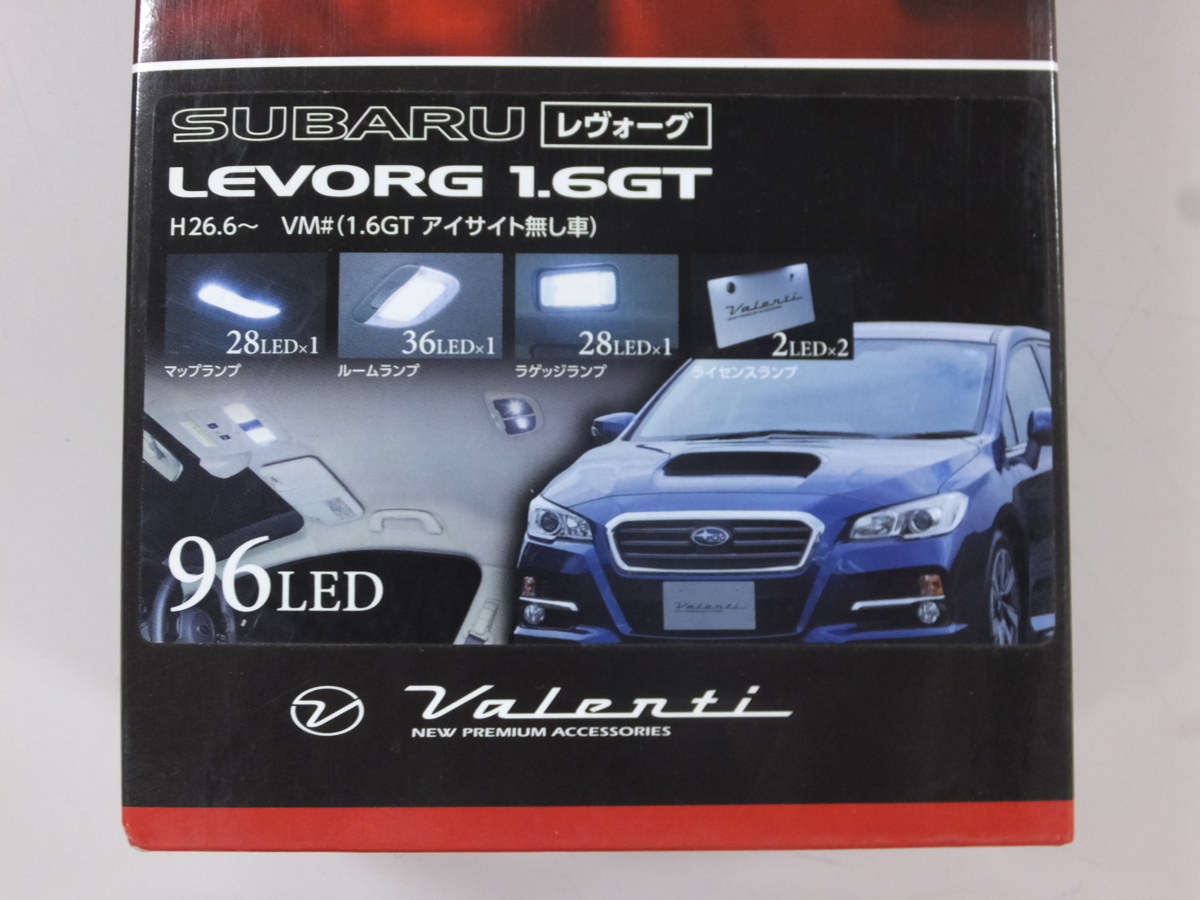 SUBARU レヴォーグ
LEVORG 1.6GT
H26.6～ VM#(1.6GT アイサイト無し車)
28LED×1
36LED×1
28LED×1
Valenti
2LED×2
マップランプ
ルームランプ
ラゲッジランプ
ライセンスランプ
96LED
Valenti
Valenti
NEW PREMIUM ACCESSORIES